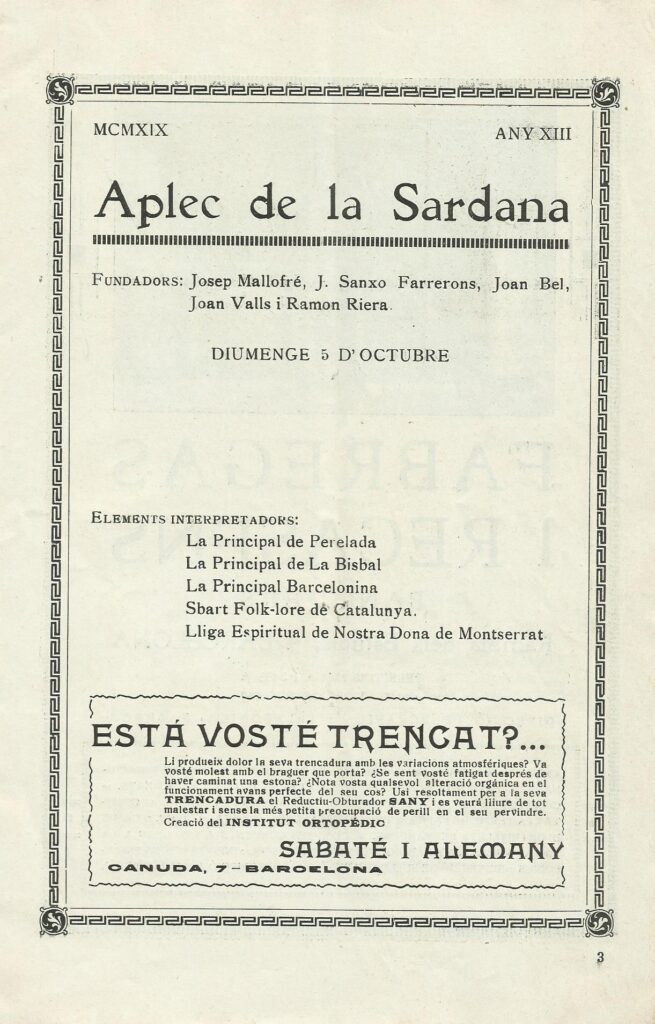 MCMXIX
ANY XIII
Aplec de la Sardana
FUNDADORS: Josep Mallofré, J. Sanxo Farrerons, Joan Bel,
Joan Valls i Ramon Riera.
DIUMENGE 5 D'OCTUBRE
ELEMENTS INTERPRETADORS:
La Principal de Perelada
La Principal de La Bisbal
La Principal Barcelonina
Sbart Folk-lore de Catalunya.
Lliga Espiritual de Nostra Dona de Montserrat
ESTÁ VOSTÉ TRENCAT?...
Li produeix dolor la seva trencadura amb les variacions atmosfériques? Va
vosté molest amb el braguer que porta? ¿Se sent vosté fatigat després de
haver caminat una estona? ¿Nota vosta qualsevol alteració orgánica en el
funcionament avans perfecte del seu cos? Usi resoltament per a la seva
TRENCADURA el Reductiu-Obturador SANY i es veurá lliure de tot
malestar i sense la més petita preocupació de perill en el seu pervindre.
Creació del INSTITUT ORTOPÉDIC
SABATÉ I ALEMANY
CANUDA, 7 - BARCELONA
3